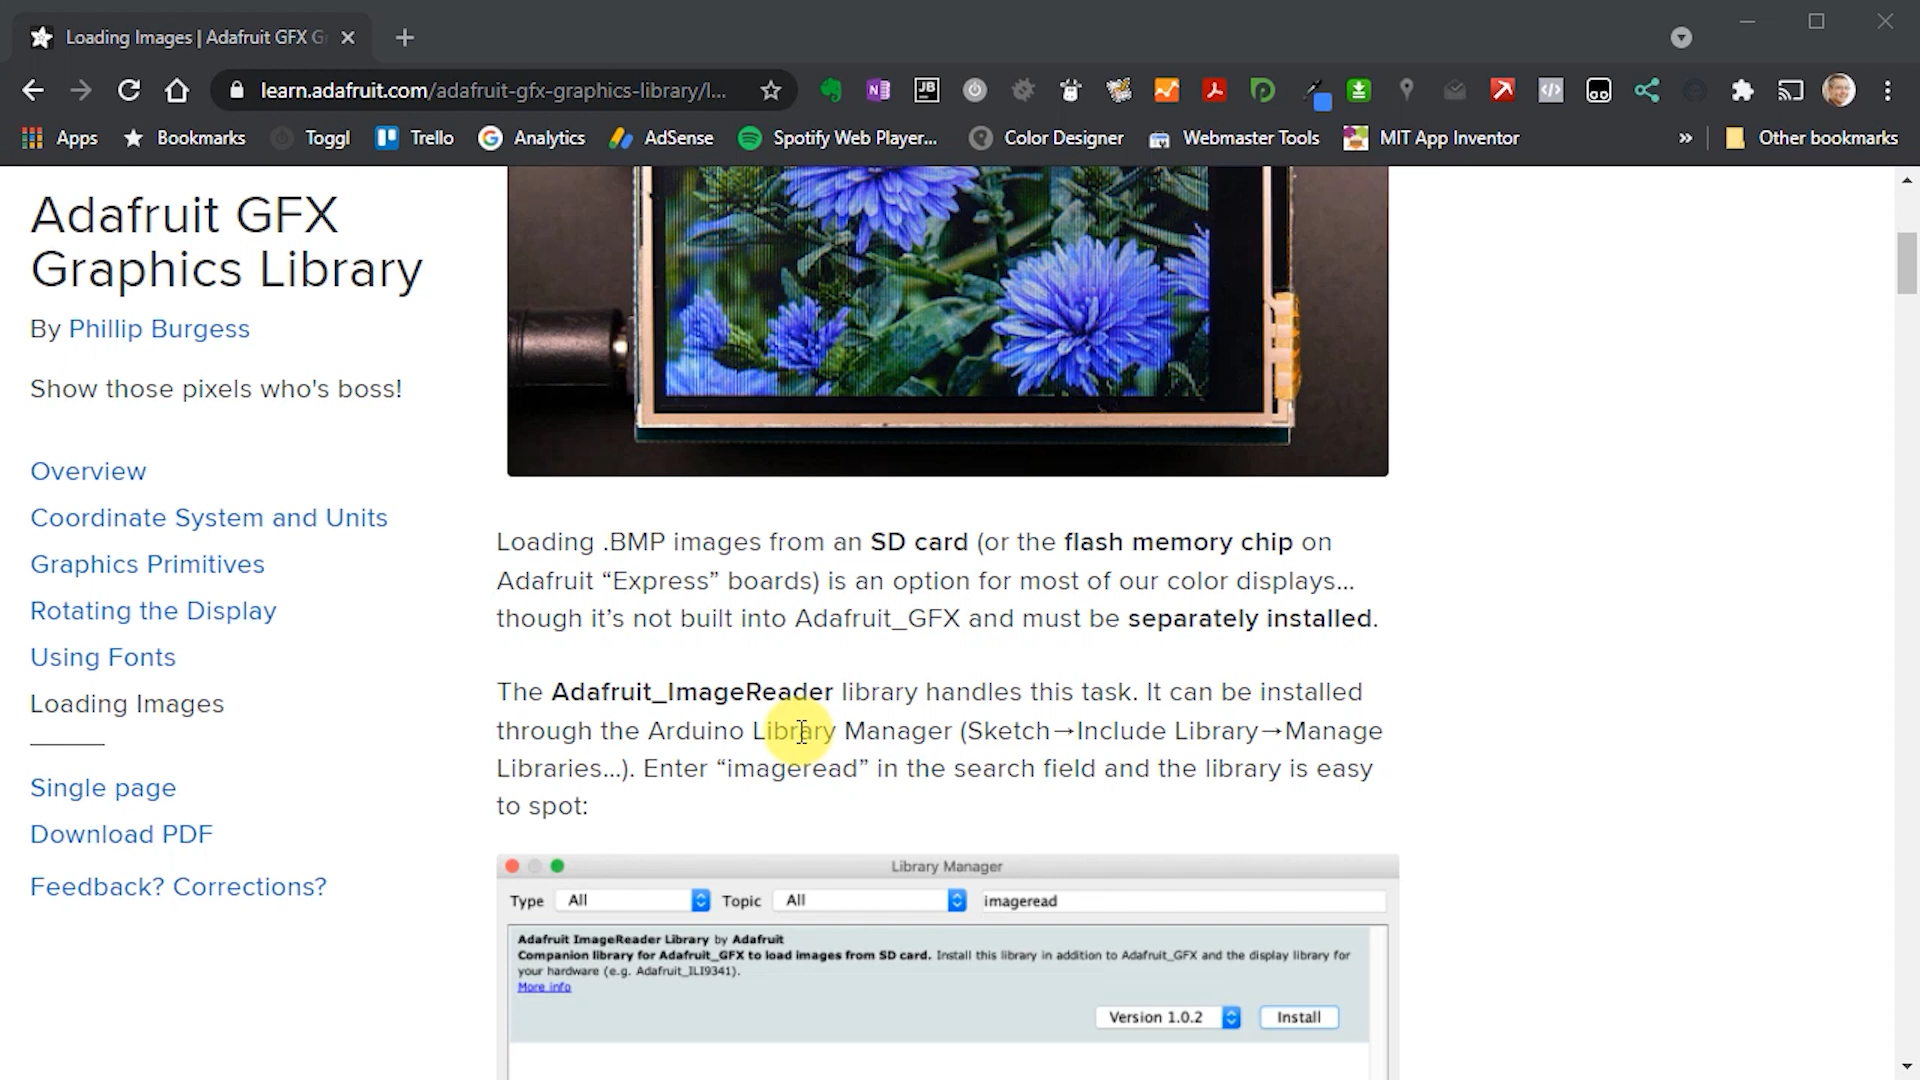 Loading Images | Adafruit GFX G
learn.adafruit.com/adafruit-gfx-graphics-library/l...
JB
Apps
Bookmarks
Toggl
Trello
Analytics
AdSense
Spotify Web Player...
Color Designer
Webmaster Tools
MIT App Inventor
»
Other bookmarks
Adafruit GFX
Graphics Library
By Phillip Burgess
Show those pixels who's boss!
Overview
Coordinate System and Units
Graphics Primitives
Rotating the Display
Using Fonts
Loading Images
Single page
Download PDF
Feedback? Corrections?
Loading .BMP images from an SD card (or the flash memory chip on
Adafruit “Express” boards) is an option for most of our color displays...
though it’s not built into Adafruit_GFX and must be separately installed.
The Adafruit_ImageReader library handles this task. It can be installed
through the Arduino Library Manager (Sketch→Include Library→Manage
Libraries...). Enter “imageread” in the search field and the library is easy
to spot:
Library Manager
Type All Topic All imageread
Adafruit ImageReader Library by Adafruit
Companion library for Adafruit_GFX to load images from SD card. Install this library in addition to Adafruit_GFX and the display library for
your hardware (e.g. Adafruit_ILI9341).
More info
Version 1.0.2 Install